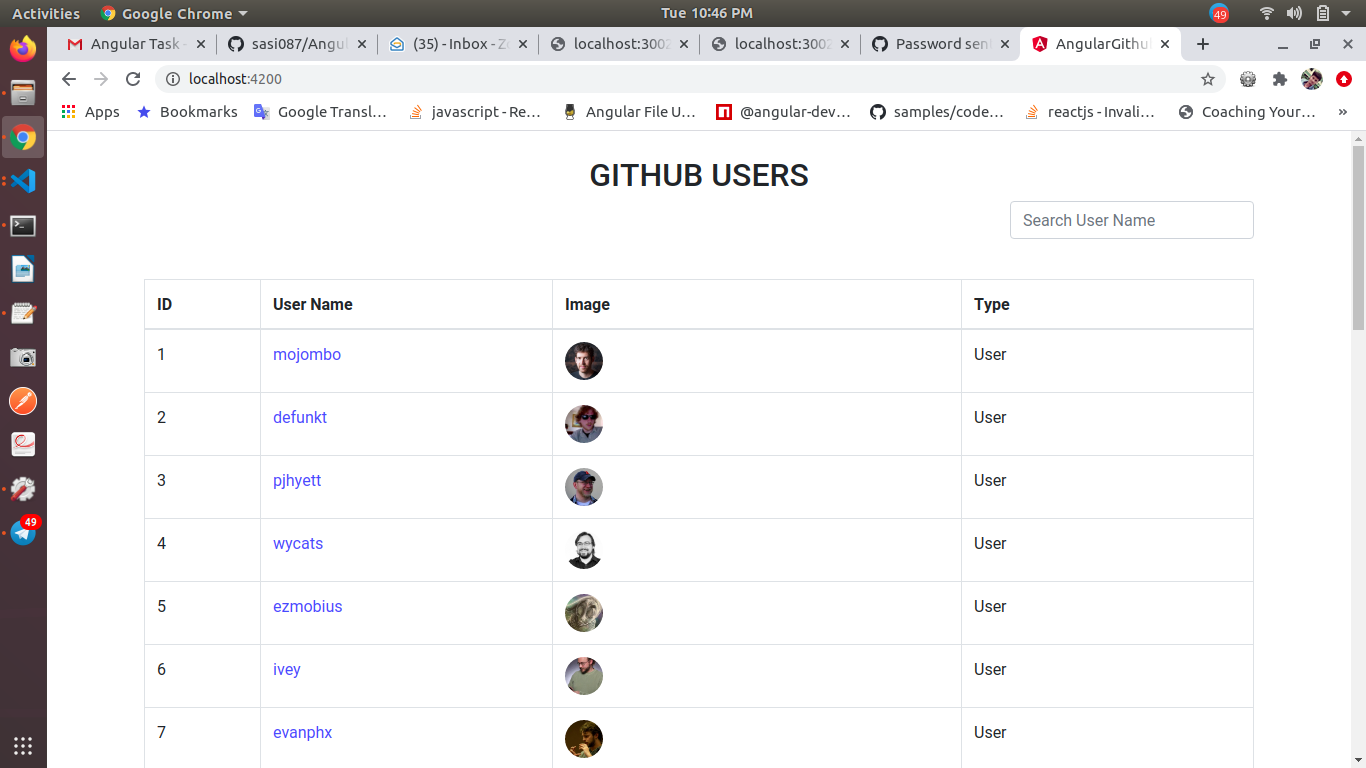 Activities Google Chrome Tue 10:46 PM 49
Angular Task - sasi087/Angul (35) - Inbox - Zo localhost:3002 localhost:3002 Password sent AngularGithub
localhost:4200
Apps Bookmarks Google Transl... javascript - Re... Angular File U... @angular-dev... samples/code... reactjs - Invali... Coaching Your... »
GITHUB USERS
Search User Name
ID User Name Image Type
1 mojombo User
2 defunkt User
3 pjhyett User
4 wycats User
49
5 ezmobius User
6 ivey User
7 evanphx User